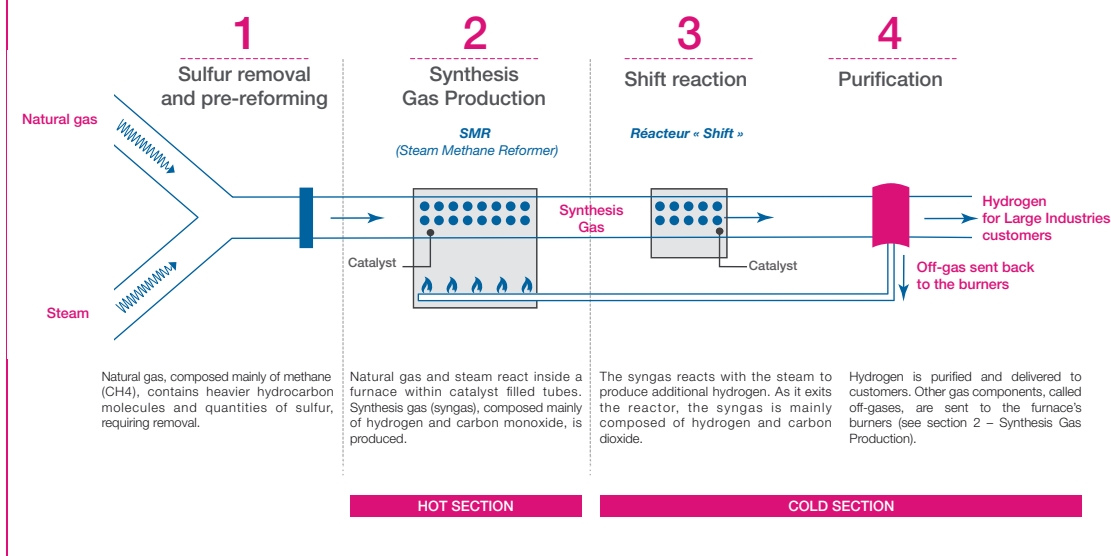 1
Sulfur removal
and pre-reforming
2
Synthesis
Gas Production
3
Shift reaction
4
Purification
SMR
(Steam Methane Reformer)
Réacteur « Shift »
Natural gas
Steam
Catalyst
Synthesis
Gas
Catalyst
Hydrogen
for Large Industries
customers
Off-gas sent back
to the burners
Natural gas, composed mainly of methane
(CH4), contains heavier hydrocarbon
molecules and quantities of sulfur,
requiring removal.
Natural gas and steam react inside a
furnace within catalyst filled tubes.
Synthesis gas (syngas), composed mainly
of hydrogen and carbon monoxide, is
produced.
The syngas reacts with the steam to
produce additional hydrogen. As it exits
the reactor, the syngas is mainly
composed of hydrogen and carbon
dioxide.
Hydrogen is purified and delivered to
customers. Other gas components, called
off-gases, are sent to the furnace's
burners (see section 2 – Synthesis Gas
Production).
HOT SECTION
COLD SECTION